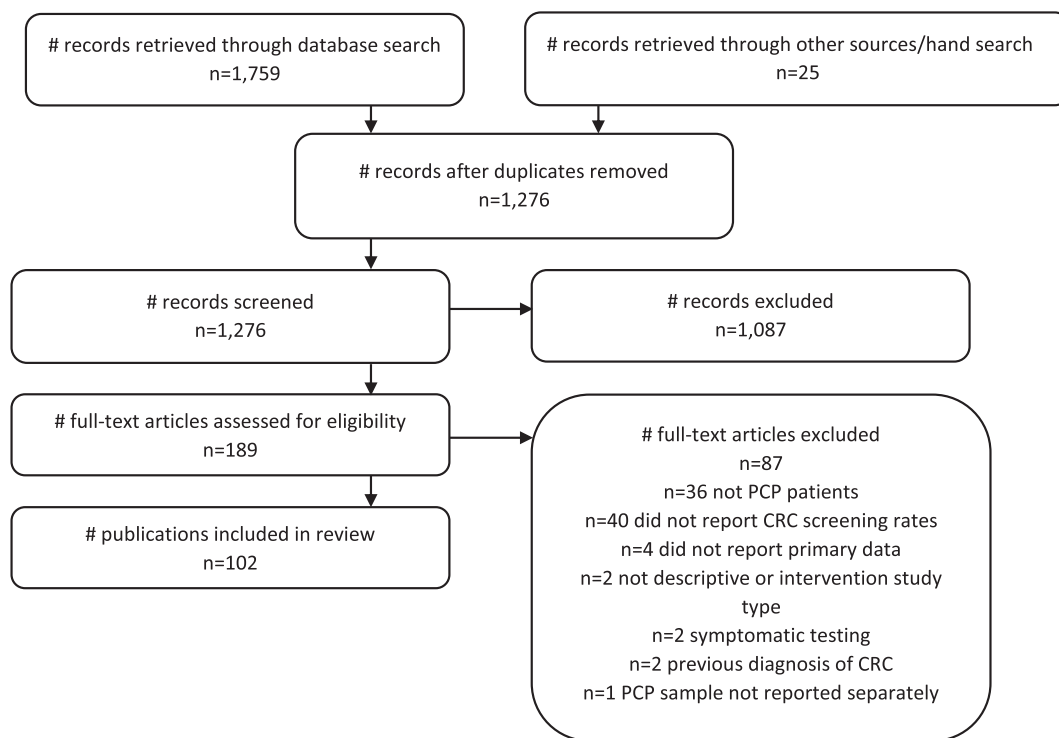 # records retrieved through database search
n=1,759
# records retrieved through other sources/hand search
n=25
# records after duplicates removed
n=1,276
# records screened
n=1,276
# records excluded
n=1,087
# full-text articles assessed for eligibility
n=189
# full-text articles excluded
n=87
n=36 not PCP patients
n=40 did not report CRC screening rates
n=4 did not report primary data
n=2 not descriptive or intervention study
type
n=2 symptomatic testing
n=2 previous diagnosis of CRC
n=1 PCP sample not reported separately
# publications included in review
n=102